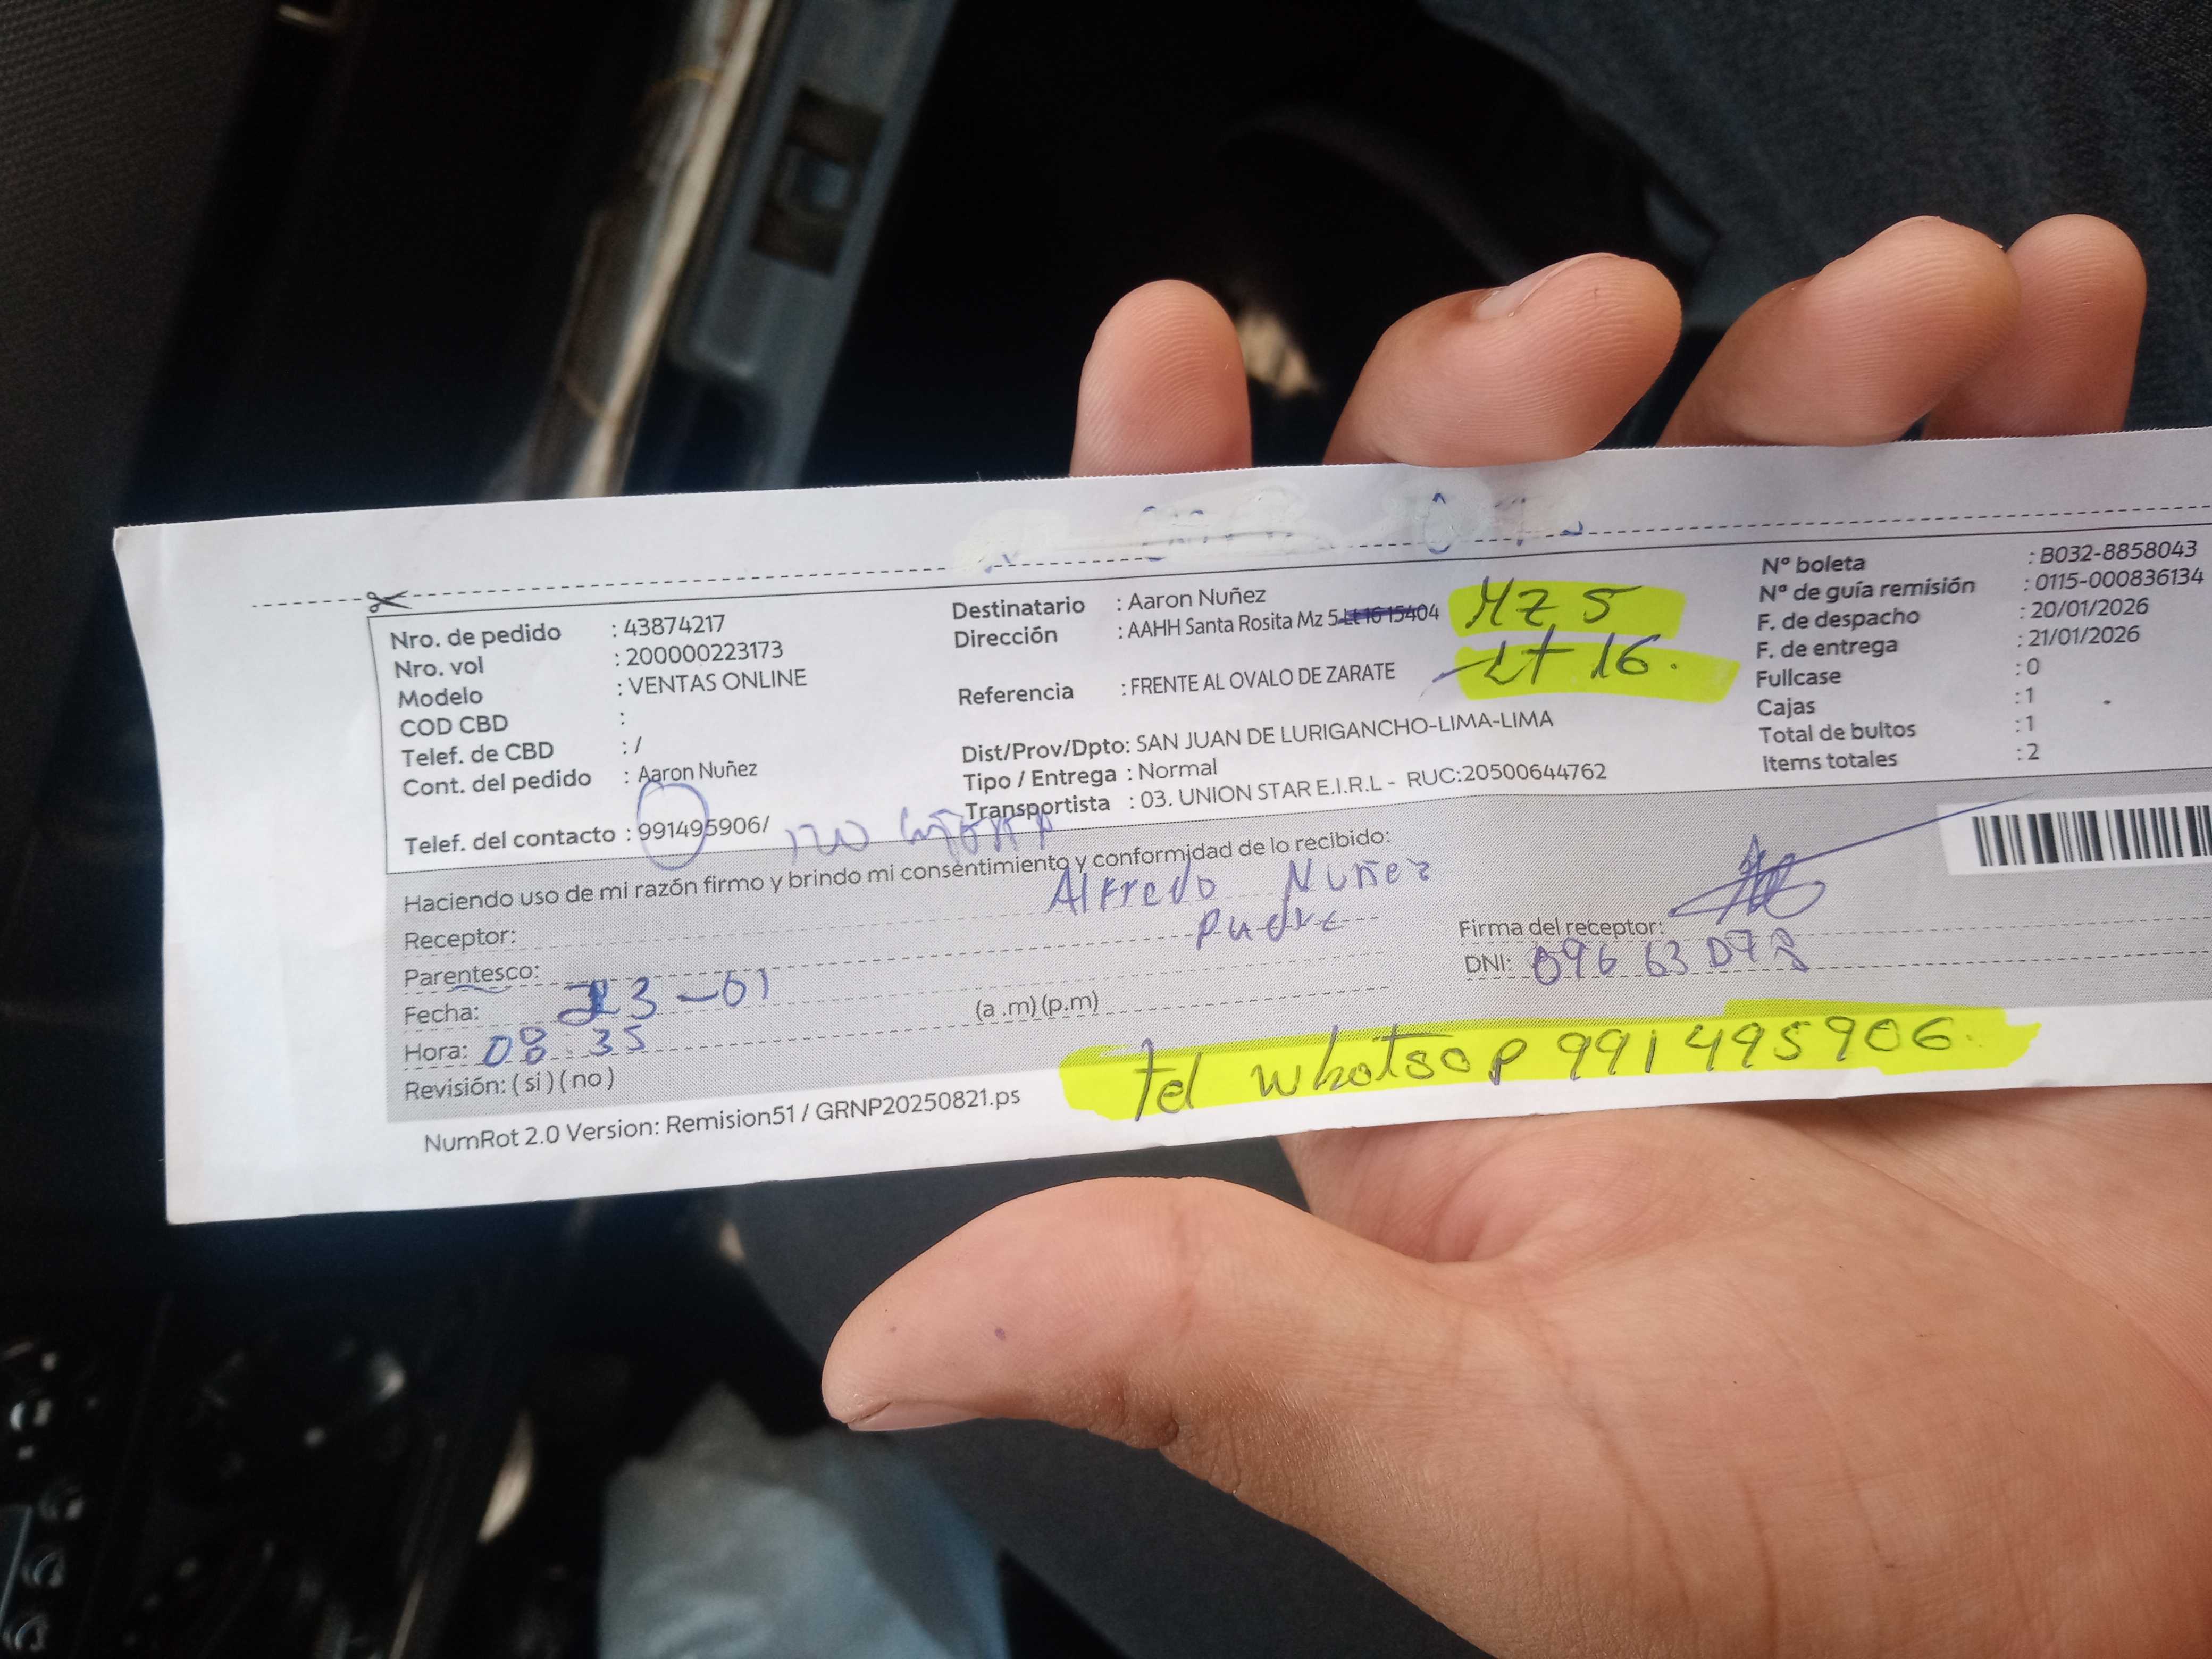 Nro. de pedido : 43874217
Nro. vol : 200000223173
Modelo : VENTAS ONLINE
COD CBD :
Telef. de CBD : /
Cont. del pedido : Aaron Nuñez
Telef. del contacto : 991495906/
Destinatario : Aaron Nuñez
Dirección : AAHH Santa Rosita Mz 5 Lt 16 15404
MZ 5
Lt 16.
Referencia : FRENTE AL OVALO DE ZARATE
Dist/Prov/Dpto: SAN JUAN DE LURIGANCHO-LIMA-LIMA
Tipo / Entrega : Normal
Transportista : 03. UNION STAR E.I.R.L - RUC:20500644762
N° boleta : B032-8858043
N° de guía remisión : 0115-000836134
F. de despacho : 20/01/2026
F. de entrega : 21/01/2026
Fullcase : 0
Cajas : 1
Total de bultos : 1
Items totales : 2
no
Haciendo uso de mi razón firmo y brindo mi consentimiento y conformidad de lo recibido:
Receptor: Alfredo Nuñez
Parentesco: Padre
Fecha: 23-01
Hora: 08:35 (a .m) (p.m)
Revisión: ( si ) ( no )
Firma del receptor:
DNI: 09663078
Tel whatsap 991495906.
NumRot 2.0 Version: Remision51 / GRNP20250821.ps